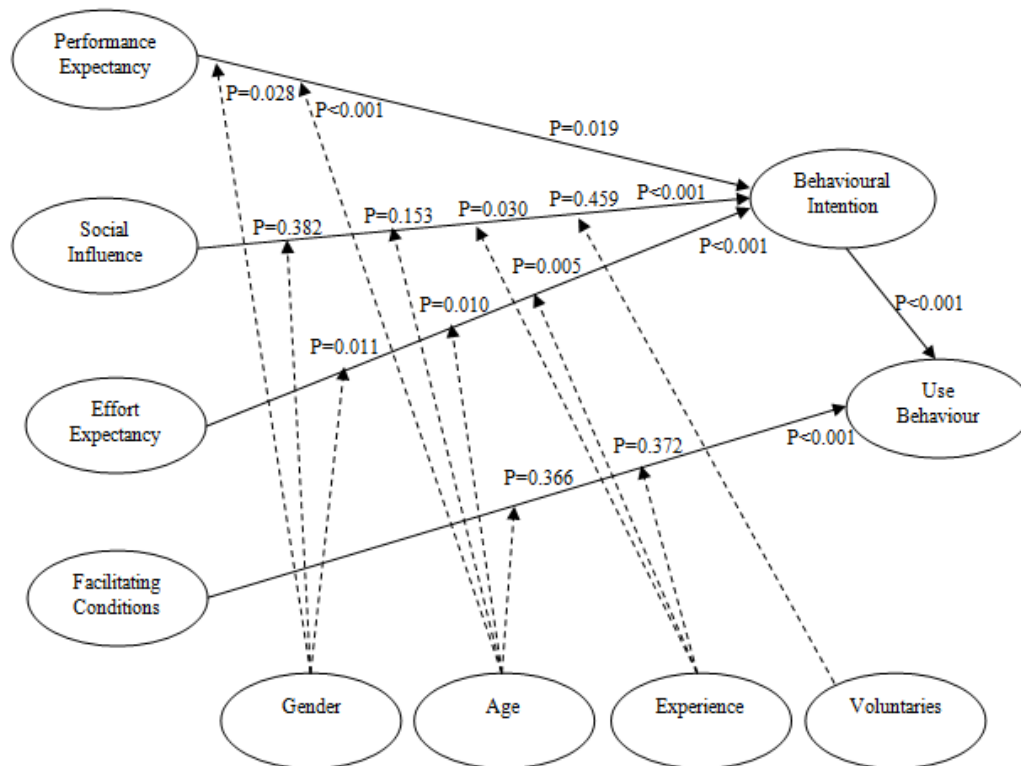 Performance
Expectancy
P=0.028
P<0.001
P=0.019
Behavioural
Intention
Social
Influence
P=0.382
P=0.153
P=0.030
P=0.459
P<0.001
P<0.001
P=0.005
P=0.010
P=0.011
P<0.001
Effort
Expectancy
Use
Behaviour
P<0.001
P=0.372
P=0.366
Facilitating
Conditions
Gender
Age
Experience
Voluntaries